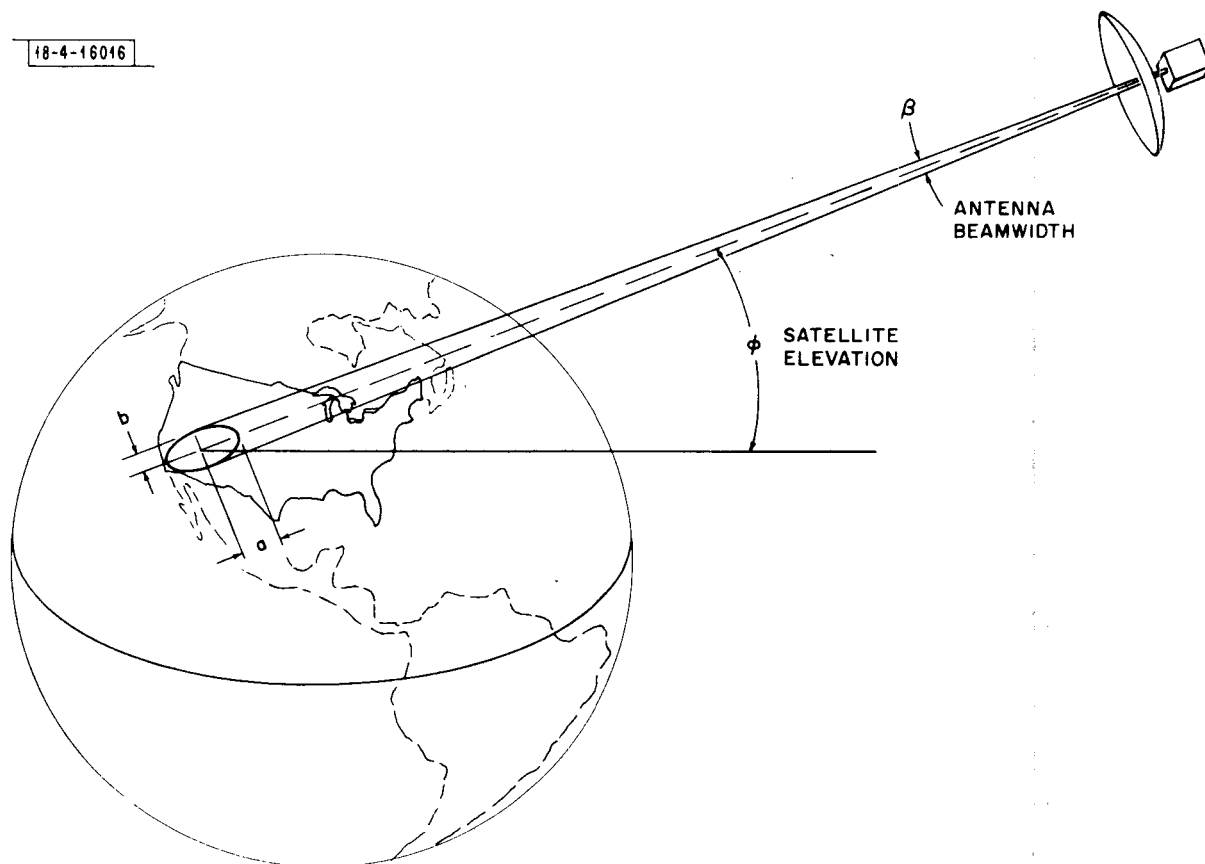 18-4-16016
β
ANTENNA
BEAMWIDTH
ϕ
SATELLITE
ELEVATION
b
a